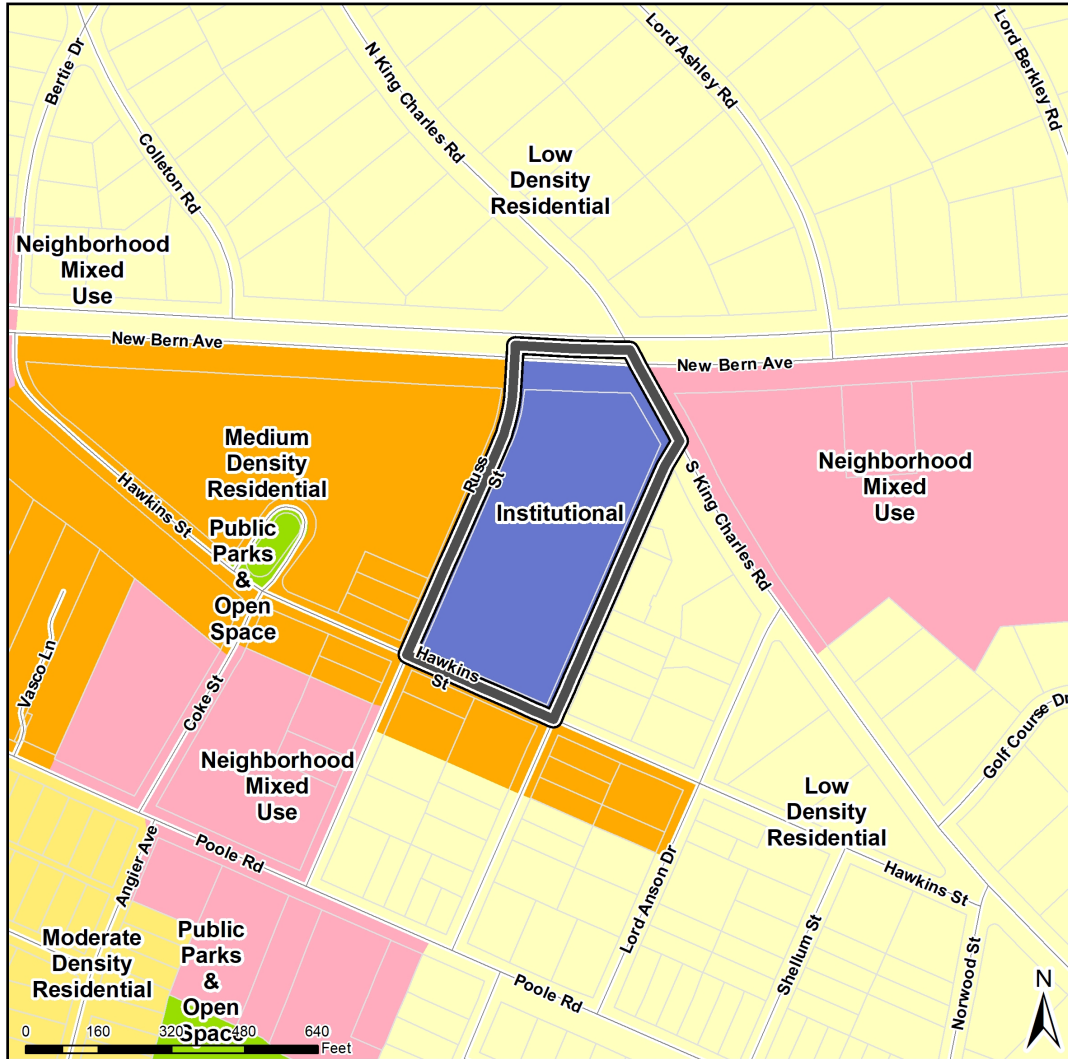 Bertie Dr
Colleton Rd
N King Charles Rd
Lord Ashley Rd
Lord Berkley Rd
Low
Density
Residential
Neighborhood
Mixed
Use
New Bern Ave
New Bern Ave
Medium
Density
Residential
Russ
St
Institutional
S King Charles Rd
Neighborhood
Mixed
Use
Hawkins St
Public
Parks
&
Open
Space
Hawkins
St
Vasco Ln
Coke St
Neighborhood
Mixed
Use
Golf Course Dr
Low
Density
Residential
Poole Rd
Angier Ave
Hawkins St
Lord Anson Dr
Shellum St
Norwood St
Moderate
Density
Residential
Public
Parks
&
Open
Space
Poole Rd
N
0 160 320 480 640
Feet